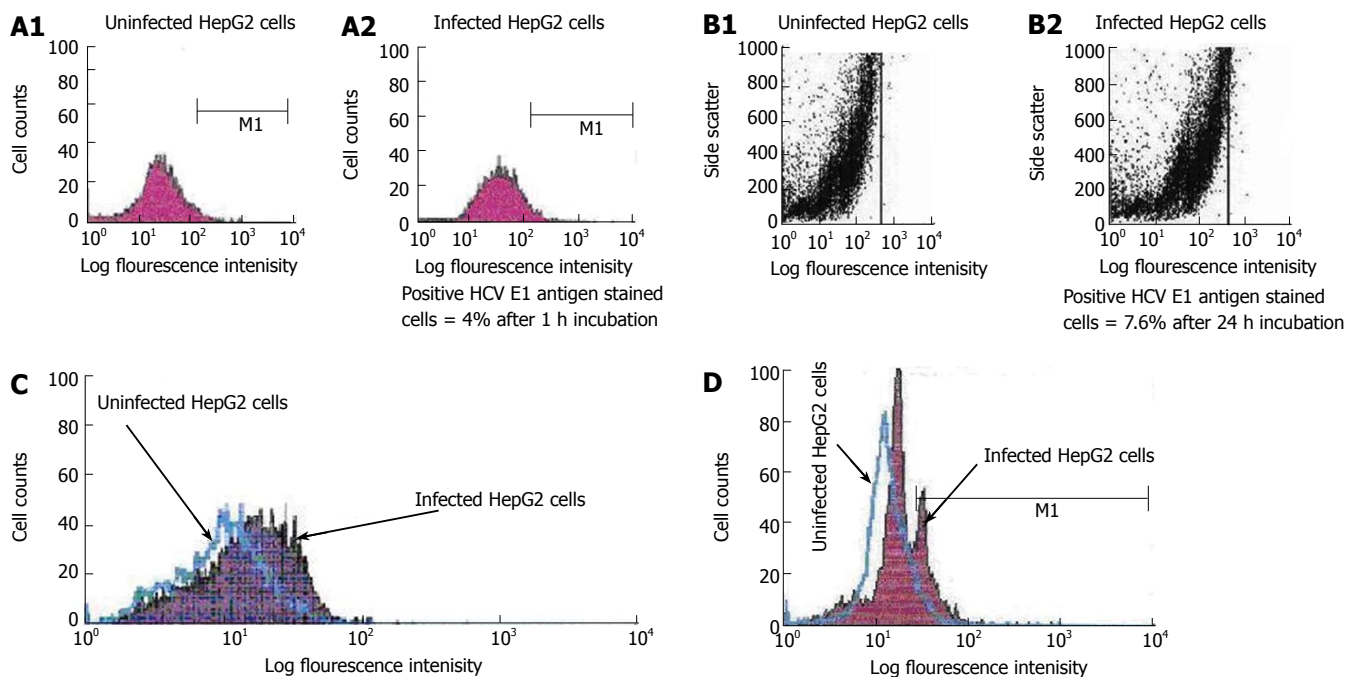 A1
Uninfected HepG2 cells
100
80
60
40
20
0
Cell counts
M1
10^0 10^1 10^2 10^3 10^4
Log flourescence intenisity
A2
Infected HepG2 cells
100
80
60
40
20
0
Cell counts
M1
10^0 10^1 10^2 10^3 10^4
Log flourescence intenisity
Positive HCV E1 antigen stained
cells = 4% after 1 h incubation
B1
Uninfected HepG2 cells
1000
800
600
400
200
0
Side scatter
10^0 10^1 10^2 10^3 10^4
Log flourescence intenisity
B2
Infected HepG2 cells
1000
800
600
400
200
0
Side scatter
10^0 10^1 10^2 10^3 10^4
Log flourescence intenisity
Positive HCV E1 antigen stained
cells = 7.6% after 24 h incubation
C
100
80
60
40
20
0
Cell counts
Uninfected HepG2 cells
Infected HepG2 cells
10^0 10^1 10^2 10^3 10^4
Log flourescence intenisity
D
100
80
60
40
20
0
Cell counts
Uninfected HepG2 cells
Infected HepG2 cells
M1
10^0 10^1 10^2 10^3 10^4
Log flourescence intenisity